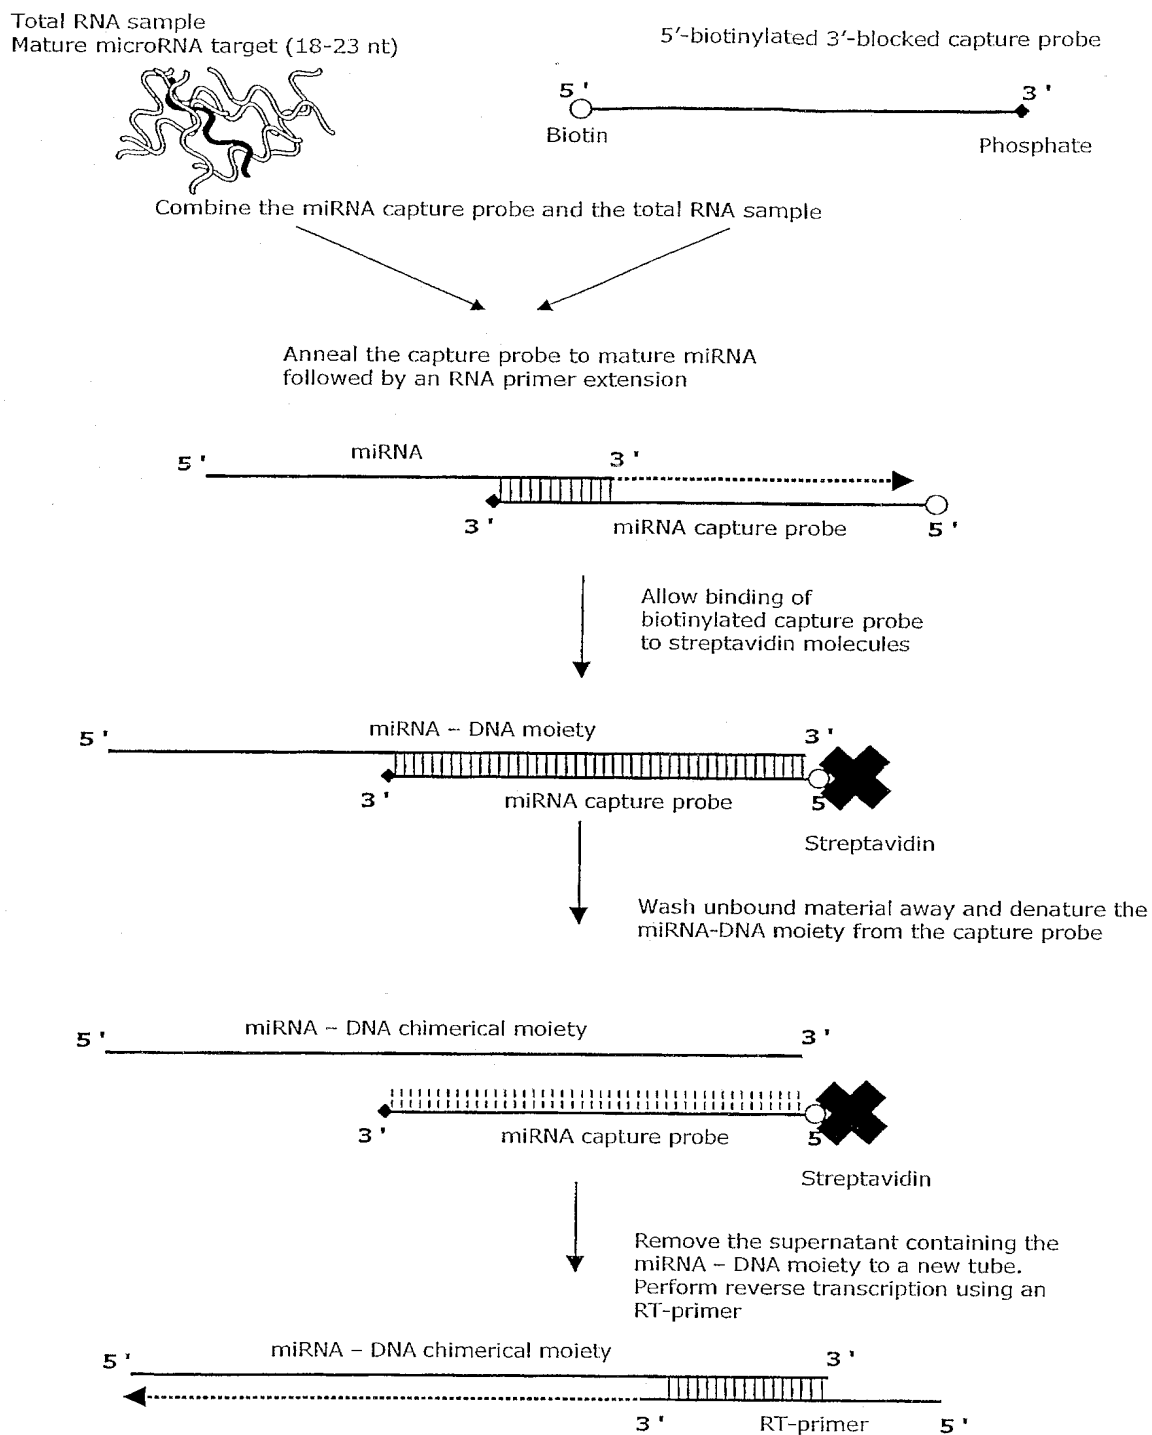 Total RNA sample
Mature microRNA target (18-23 nt)
5'-biotinylated 3'-blocked capture probe
5 '
3 '
Biotin
Phosphate
Combine the miRNA capture probe and the total RNA sample
Anneal the capture probe to mature miRNA
followed by an RNA primer extension
5 '
miRNA
3 '
3 '
miRNA capture probe
5 '
Allow binding of
biotinylated capture probe
to streptavidin molecules
5 '
miRNA – DNA moiety
3 '
3 '
miRNA capture probe
5
Streptavidin
Wash unbound material away and denature the
miRNA-DNA moiety from the capture probe
5 '
miRNA – DNA chimerical moiety
3 '
3 '
miRNA capture probe
5
Streptavidin
Remove the supernatant containing the
miRNA – DNA moiety to a new tube.
Perform reverse transcription using an
RT-primer
5 '
miRNA – DNA chimerical moiety
3 '
3 '
RT-primer
5 '